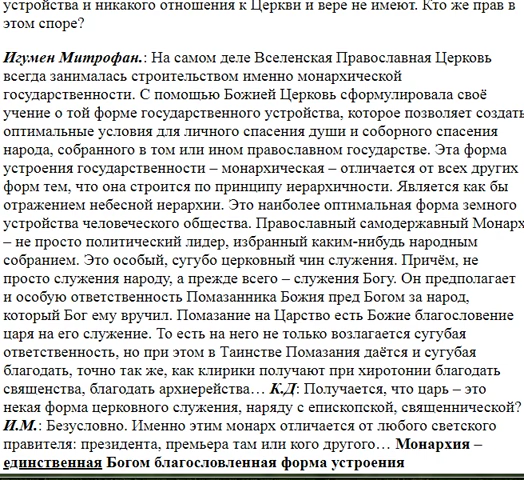 устройства и никакого отношения к Церкви и вере не имеют. Кто же прав в
этом споре?
Игумен Митрофан.: На самом деле Вселенская Православная Церковь
всегда занималась строительством именно монархической
государственности. С помощью Божией Церковь сформулировала своё
учение о той форме государственного устройства, которое позволяет создать
оптимальные условия для личного спасения души и соборного спасения
народа, собранного в том или ином православном государстве. Эта форма
устроения государственности – монархическая – отличается от всех других
форм тем, что она строится по принципу иерархичности. Является как бы
отражением небесной иерархии. Это наиболее оптимальная форма земного
устройства человеческого общества. Православный самодержавный Монарх
– не просто политический лидер, избранный каким-нибудь народным
собранием. Это особый, сугубо церковный чин служения. Причём, не
просто служения народу, а прежде всего – служения Богу. Он предполагает
и особую ответственность Помазанника Божия пред Богом за народ,
который Бог ему вручил. Помазание на Царство есть Божие благословение
царя на его служение. То есть на него не только возлагается сугубая
ответственность, но при этом в Таинстве Помазания даётся и сугубая
благодать, точно так же, как клирики получают при хиротонии благодать
священства, благодать архиерейства… К.Д: Получается, что царь – это
некая форма церковного служения, наряду с епископской, священнической?
И.М.: Безусловно. Именно этим монарх отличается от любого светского
правителя: президента, премьера там или кого другого… Монархия –
единственная Богом благословленная форма устроения